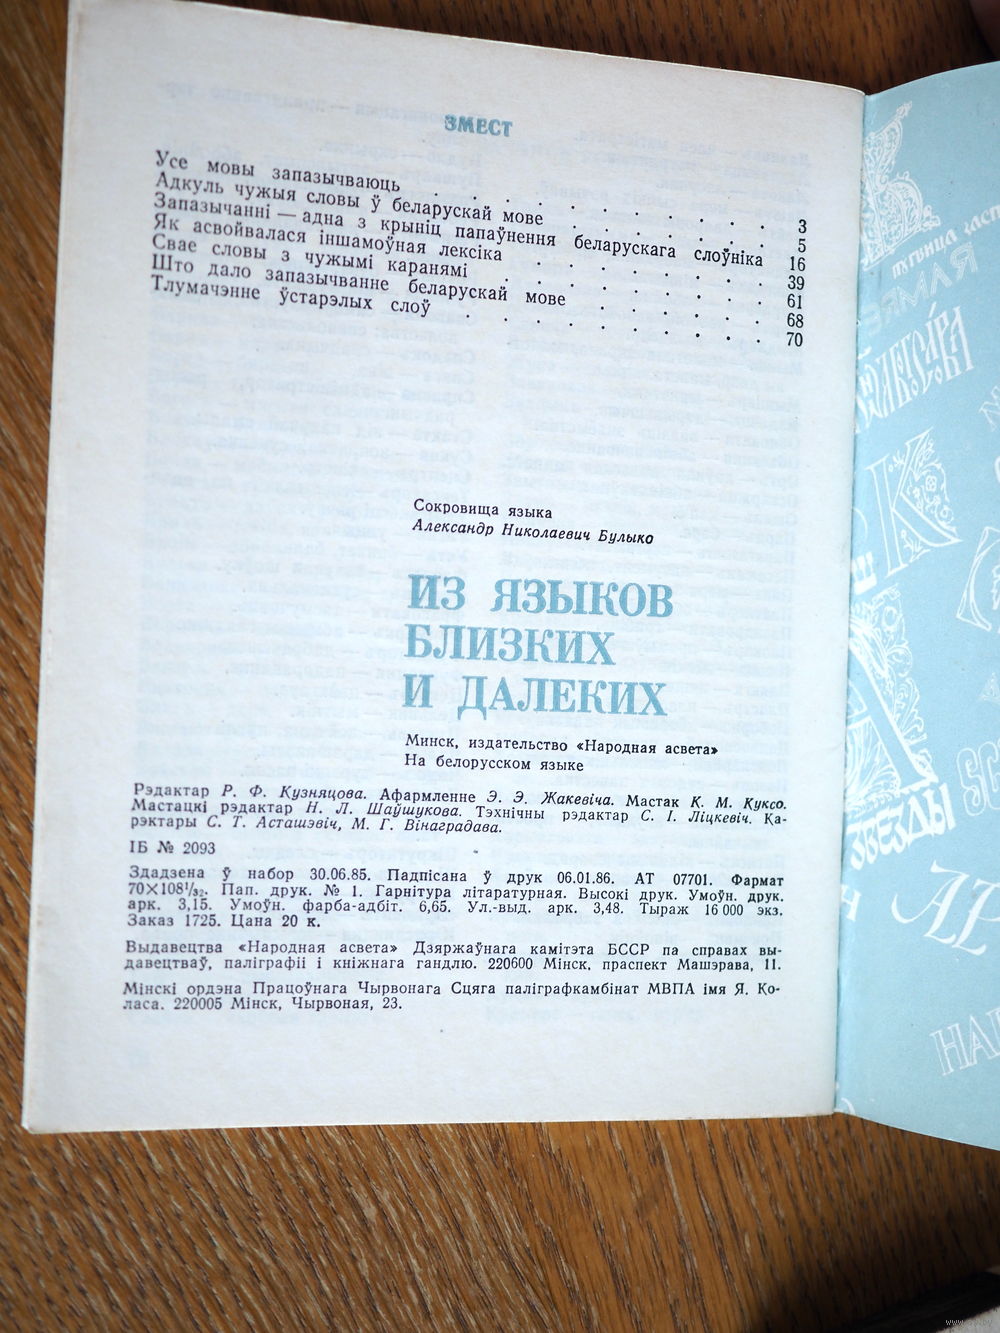 ЗМЕСТ
Усе мовы запазычваюць . . . . . . . . . . 3
Адкуль чужыя словы ў беларускай мове . . . . . . 5
Запазычанні — адна з крыніц папаўнення беларускага слоўніка 16
Як асвойвалася іншамоўная лексіка . . . . . . . 39
Свае словы з чужымі каранямі . . . . . . . . 61
Што дало запазычванне беларускай мове . . . . . . 68
Тлумачэнне ўстарэлых слоў . . . . . . . . . 70
Сокровища языка
Александр Николаевич Булыко
ИЗ ЯЗЫКОВ
БЛИЗКИХ
И ДАЛЕКИХ
Минск, издательство «Народная асвета»
На белорусском языке
Рэдактар Р. Ф. Кузняцова. Афармленне Э. Э. Жакевіча. Мастак К. М. Куксо.
Мастацкі рэдактар Н. Л. Шаўшукова. Тэхнічны рэдактар С. І. Ліцкевіч. Ка-
рэктары С. Т. Асташэвіч, М. Г. Вінаградава.
ІБ № 2093
Здадзена ў набор 30.06.85. Падпісана ў друк 06.01.86. АТ 07701. Фармат
70×108¹/₃₂. Пап. друк. № 1. Гарнітура літаратурная. Высокі друк. Умоўн. друк.
арк. 3,15. Умоўн. фарба-адбіт. 6,65. Ул.-выд. арк. 3,48. Тыраж 16 000 экз.
Заказ 1725. Цана 20 к.
Выдавецтва «Народная асвета» Дзяржаўнага камітэта БССР па справах вы-
давецтваў, паліграфіі і кніжнага гандлю. 220600 Мінск, праспект Машэрава, 11.
Мінскі ордэна Працоўнага Чырвонага Сцяга паліграфкамбінат МВПА імя Я. Ко-
ласа. 220005 Мінск, Чырвоная, 23.
ЗВЕЗДЫ